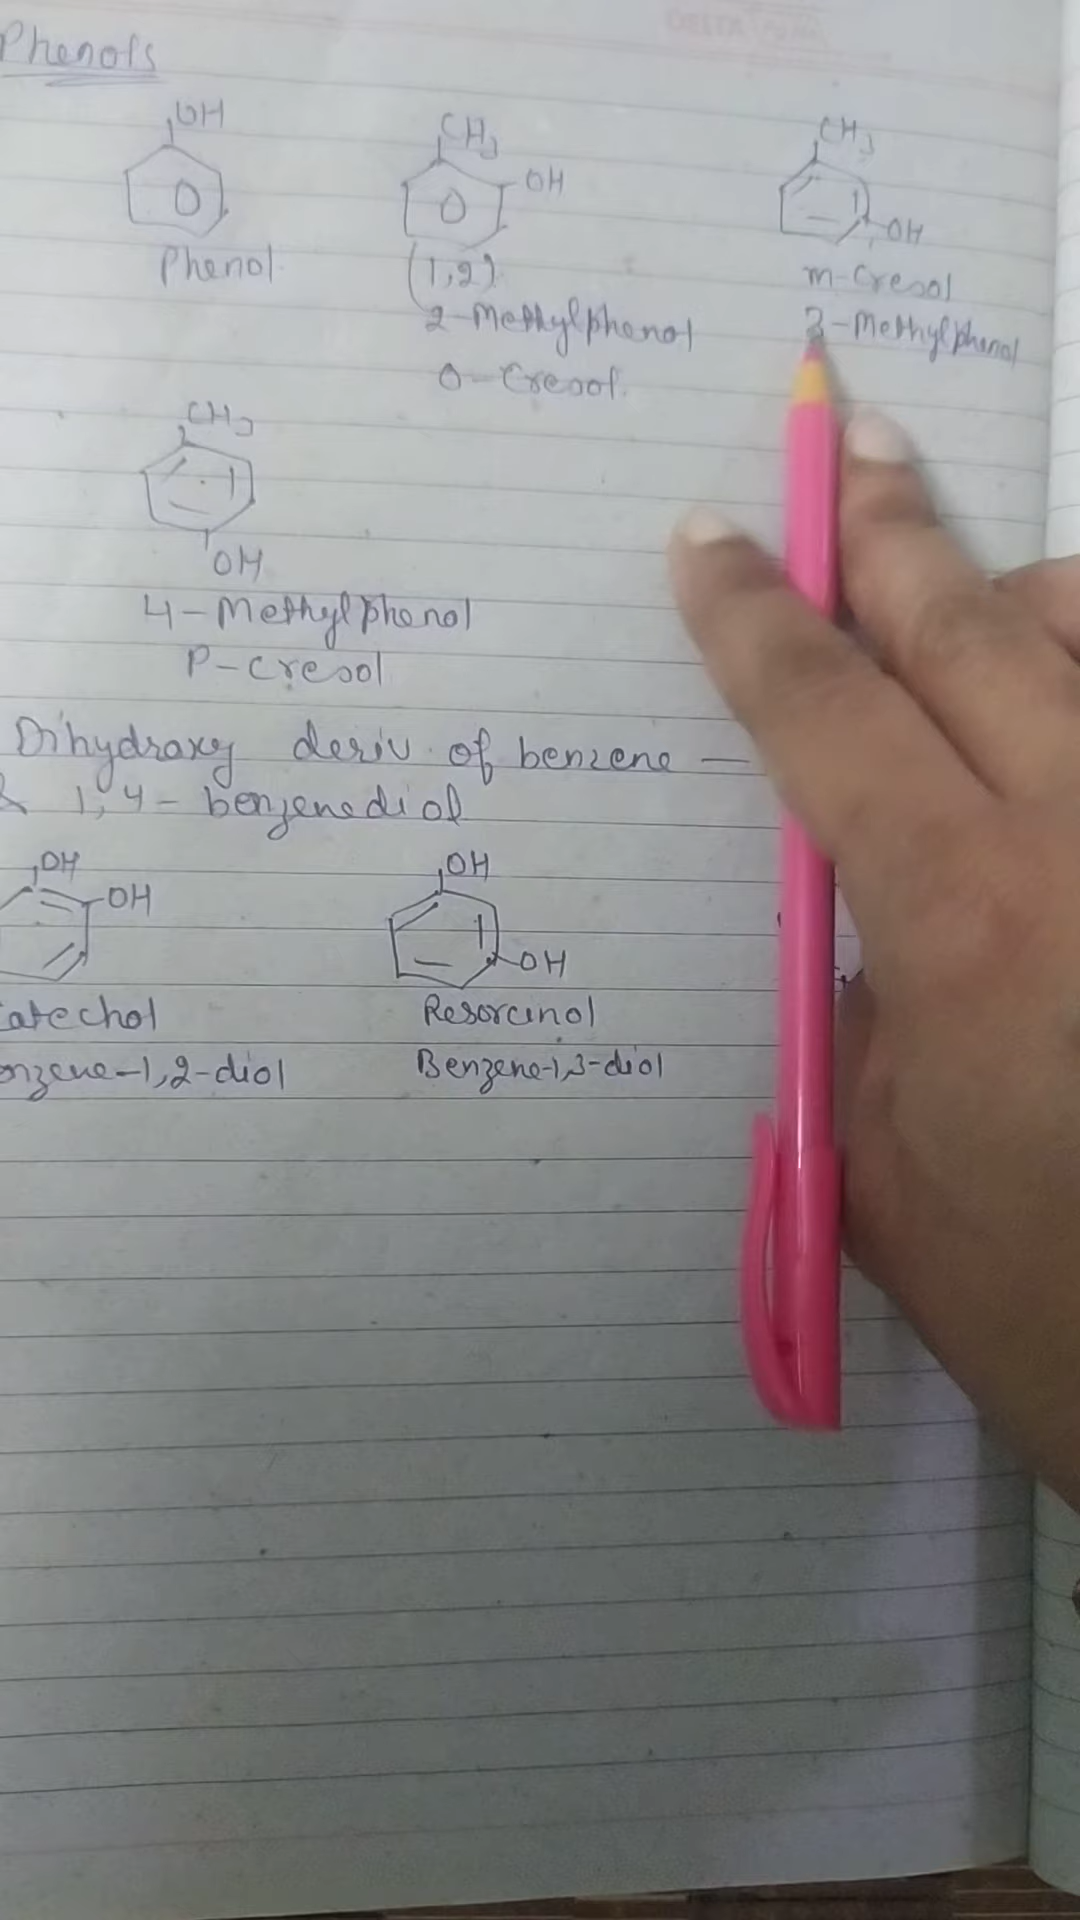 Phenols
OH
CH3
OH
CH3
OH
Phenol
(1,2)
2-Methylphenol
O-Cresol
m-Cresol
3-Methylphenol
CH3
OH
4-Methylphenol
P-cresol
Dihydroxy deriv. of benzene —
& 1,4-benzenediol
OH
OH
OH
OH
atechol
Resorcinol
enzene-1,2-diol
Benzene-1,3-diol